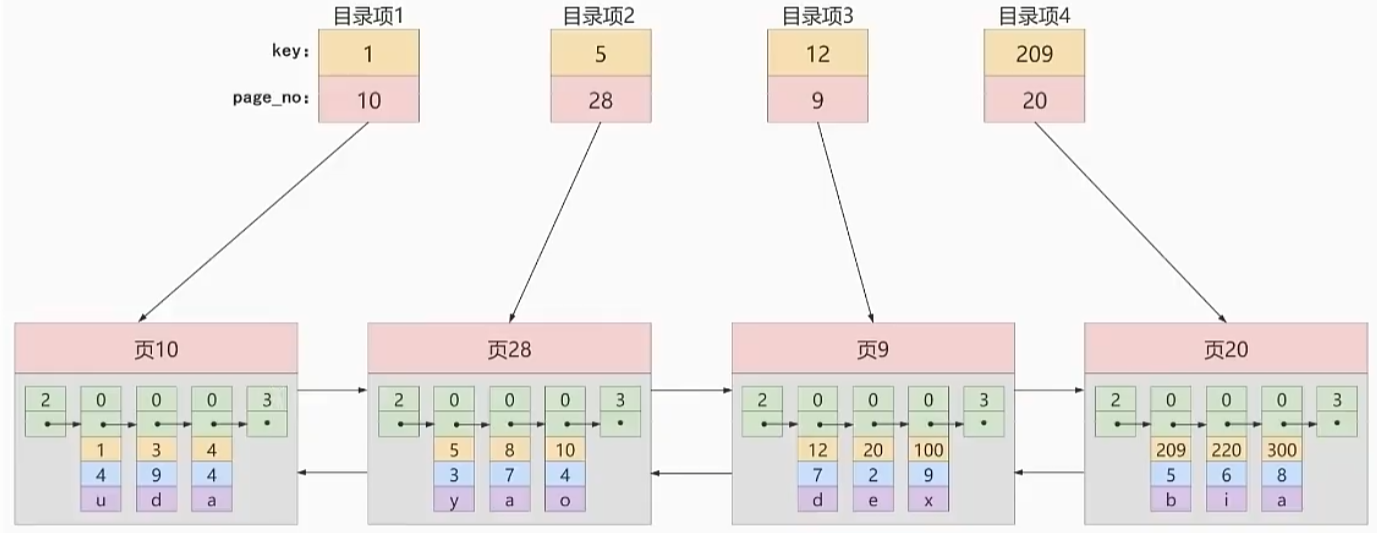 目录项1 目录项2 目录项3 目录项4
key: 1 5 12 209
page_no: 10 28 9 20
页10 页28 页9 页20
2 0 0 0 3 2 0 0 0 3 2 0 0 0 3 2 0 0 0 3
1 3 4 5 8 10 12 20 100 209 220 300
4 9 4 3 7 4 7 2 9 5 6 8
u d a y a o d e x b i a